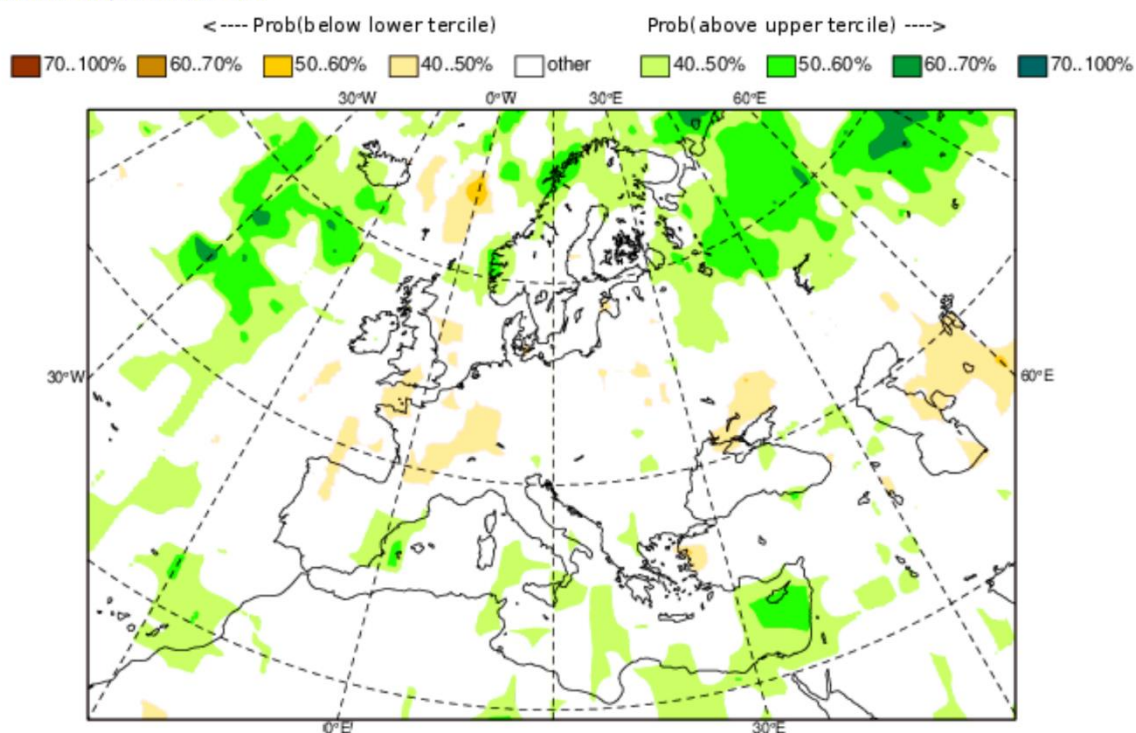 <---- Prob(below lower tercile)    Prob(above upper tercile) ---->
70..100% 60..70% 50..60% 40..50% other 40..50% 50..60% 60..70% 70..100%
30°W 0°W 30°E 60°E
30°W 60°E
0°E 30°E